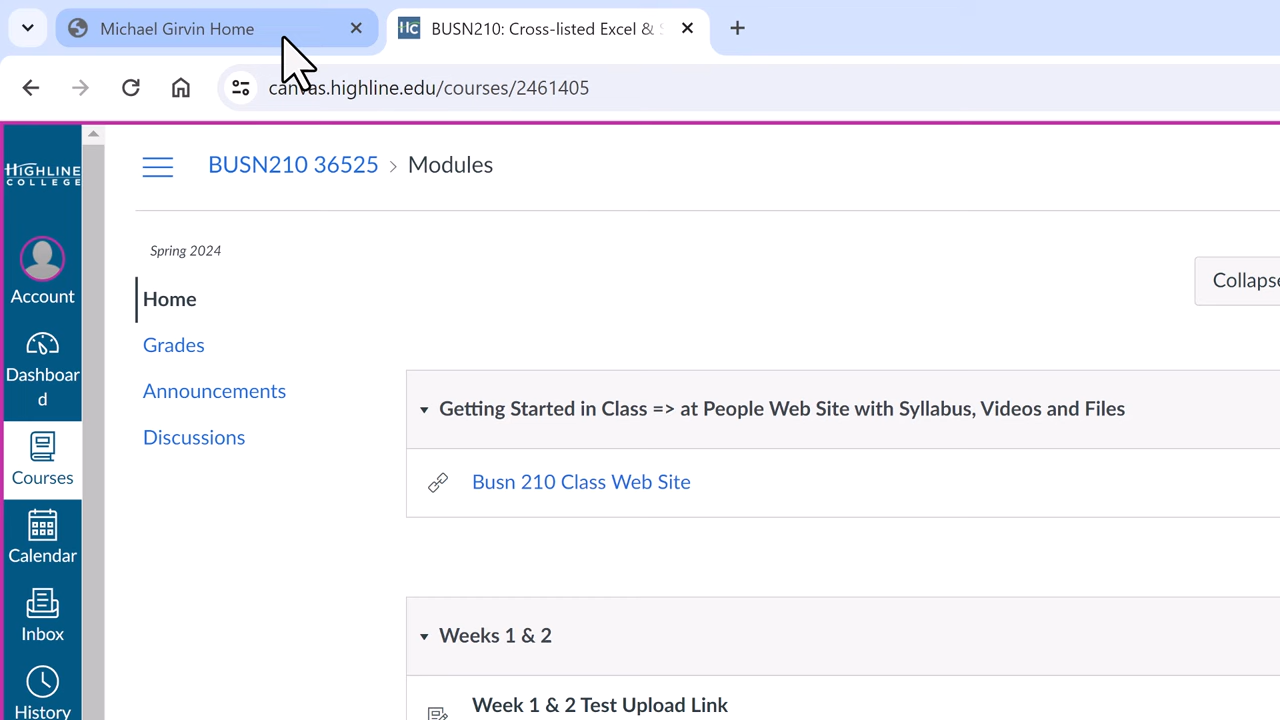 Michael Girvin Home
HC BUSN210: Cross-listed Excel &
canvas.highline.edu/courses/2461405
HIGHLINE
COLLEGE
BUSN210 36525 > Modules
Spring 2024
Account
Home
Collapse
Grades
Dashboar
d
Announcements
Getting Started in Class => at People Web Site with Syllabus, Videos and Files
Discussions
Courses
Busn 210 Class Web Site
Calendar
Inbox
Weeks 1 & 2
History
Week 1 & 2 Test Upload Link